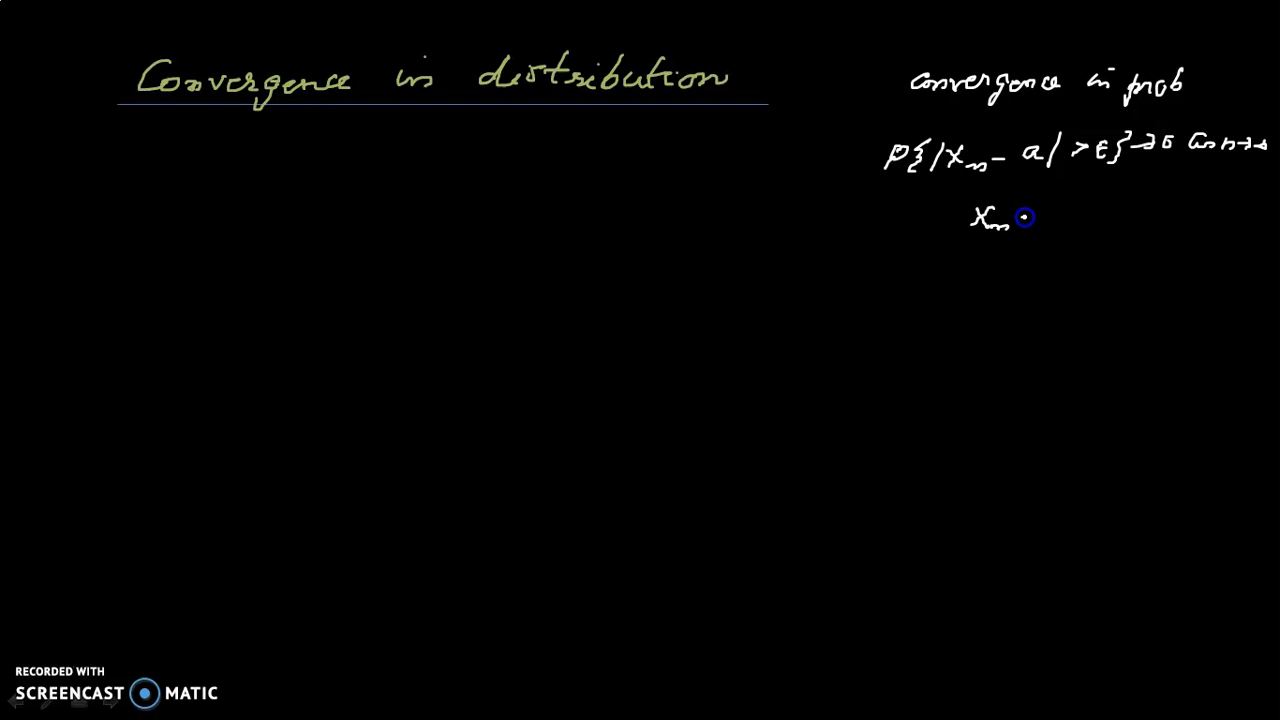 Convergence in distribution
convergence in prob
P{|Xn - a| > ε} → 0 as n → ∞
Xn
RECORDED WITH
SCREENCAST MATIC